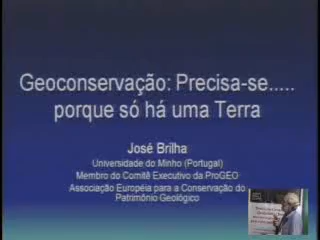 Geoconservação: Precisa-se.....
porque só há uma Terra
José Brilha
Universidade do Minho (Portugal)
Membro do Comitê Executivo da ProGEO
Associação Européia para a Conservação do
Patrimônio Geológico